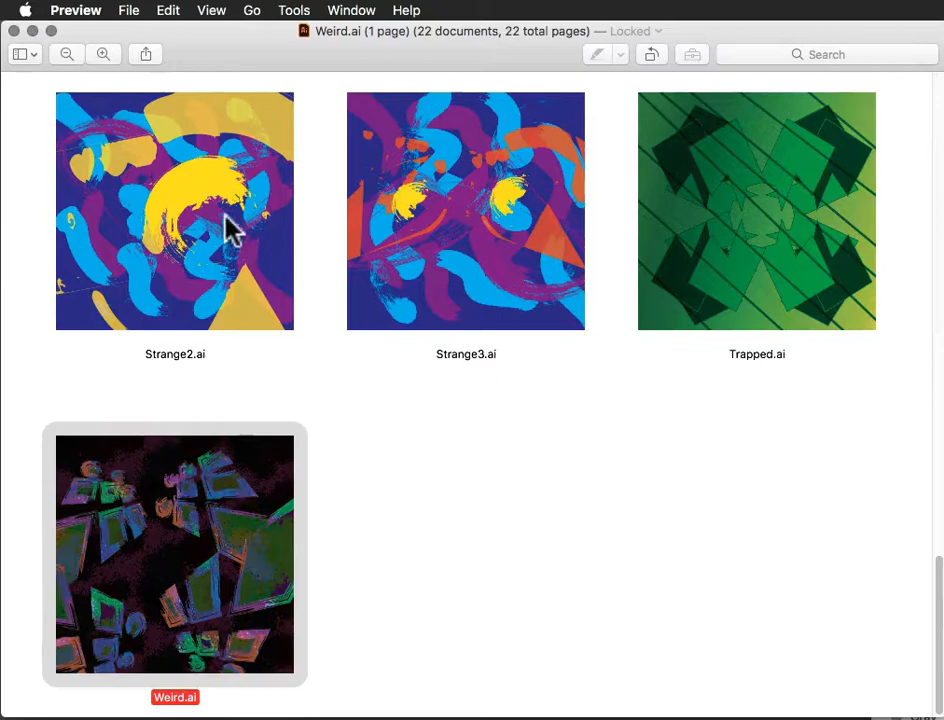 Preview File Edit View Go Tools Window Help
Weird.ai (1 page) (22 documents, 22 total pages) — Locked
Search
Strange2.ai
Strange3.ai
Trapped.ai
Weird.ai